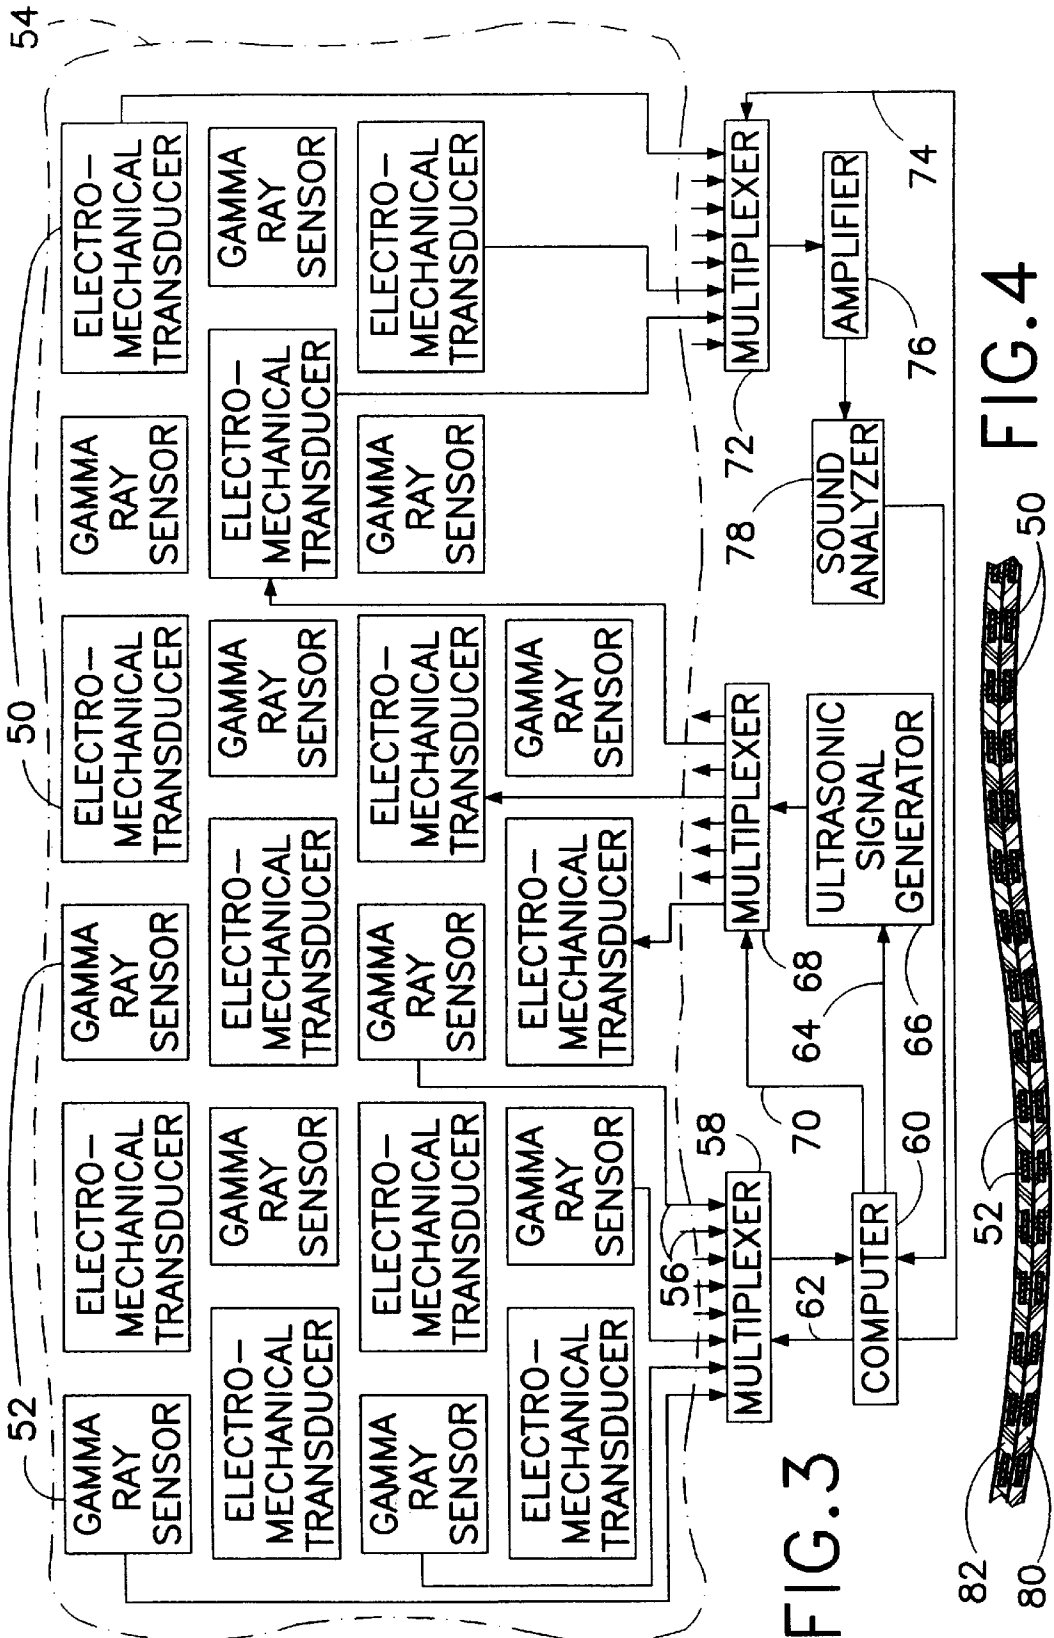 52
50
54
GAMMA
RAY
SENSOR
ELECTRO—
MECHANICAL
TRANSDUCER
GAMMA
RAY
SENSOR
ELECTRO—
MECHANICAL
TRANSDUCER
GAMMA
RAY
SENSOR
ELECTRO—
MECHANICAL
TRANSDUCER
ELECTRO—
MECHANICAL
TRANSDUCER
GAMMA
RAY
SENSOR
ELECTRO—
MECHANICAL
TRANSDUCER
GAMMA
RAY
SENSOR
ELECTRO—
MECHANICAL
TRANSDUCER
GAMMA
RAY
SENSOR
GAMMA
RAY
SENSOR
ELECTRO—
MECHANICAL
TRANSDUCER
GAMMA
RAY
SENSOR
ELECTRO—
MECHANICAL
TRANSDUCER
GAMMA
RAY
SENSOR
ELECTRO—
MECHANICAL
TRANSDUCER
ELECTRO—
MECHANICAL
TRANSDUCER
GAMMA
RAY
SENSOR
ELECTRO—
MECHANICAL
TRANSDUCER
GAMMA
RAY
SENSOR
56
58
MULTIPLEXER
MULTIPLEXER
MULTIPLEXER
72
78
62
70
64
68
COMPUTER
60
ULTRASONIC
SIGNAL
GENERATOR
66
SOUND
ANALYZER
AMPLIFIER
76
74
FIG.3
82
80
52
50
FIG.4